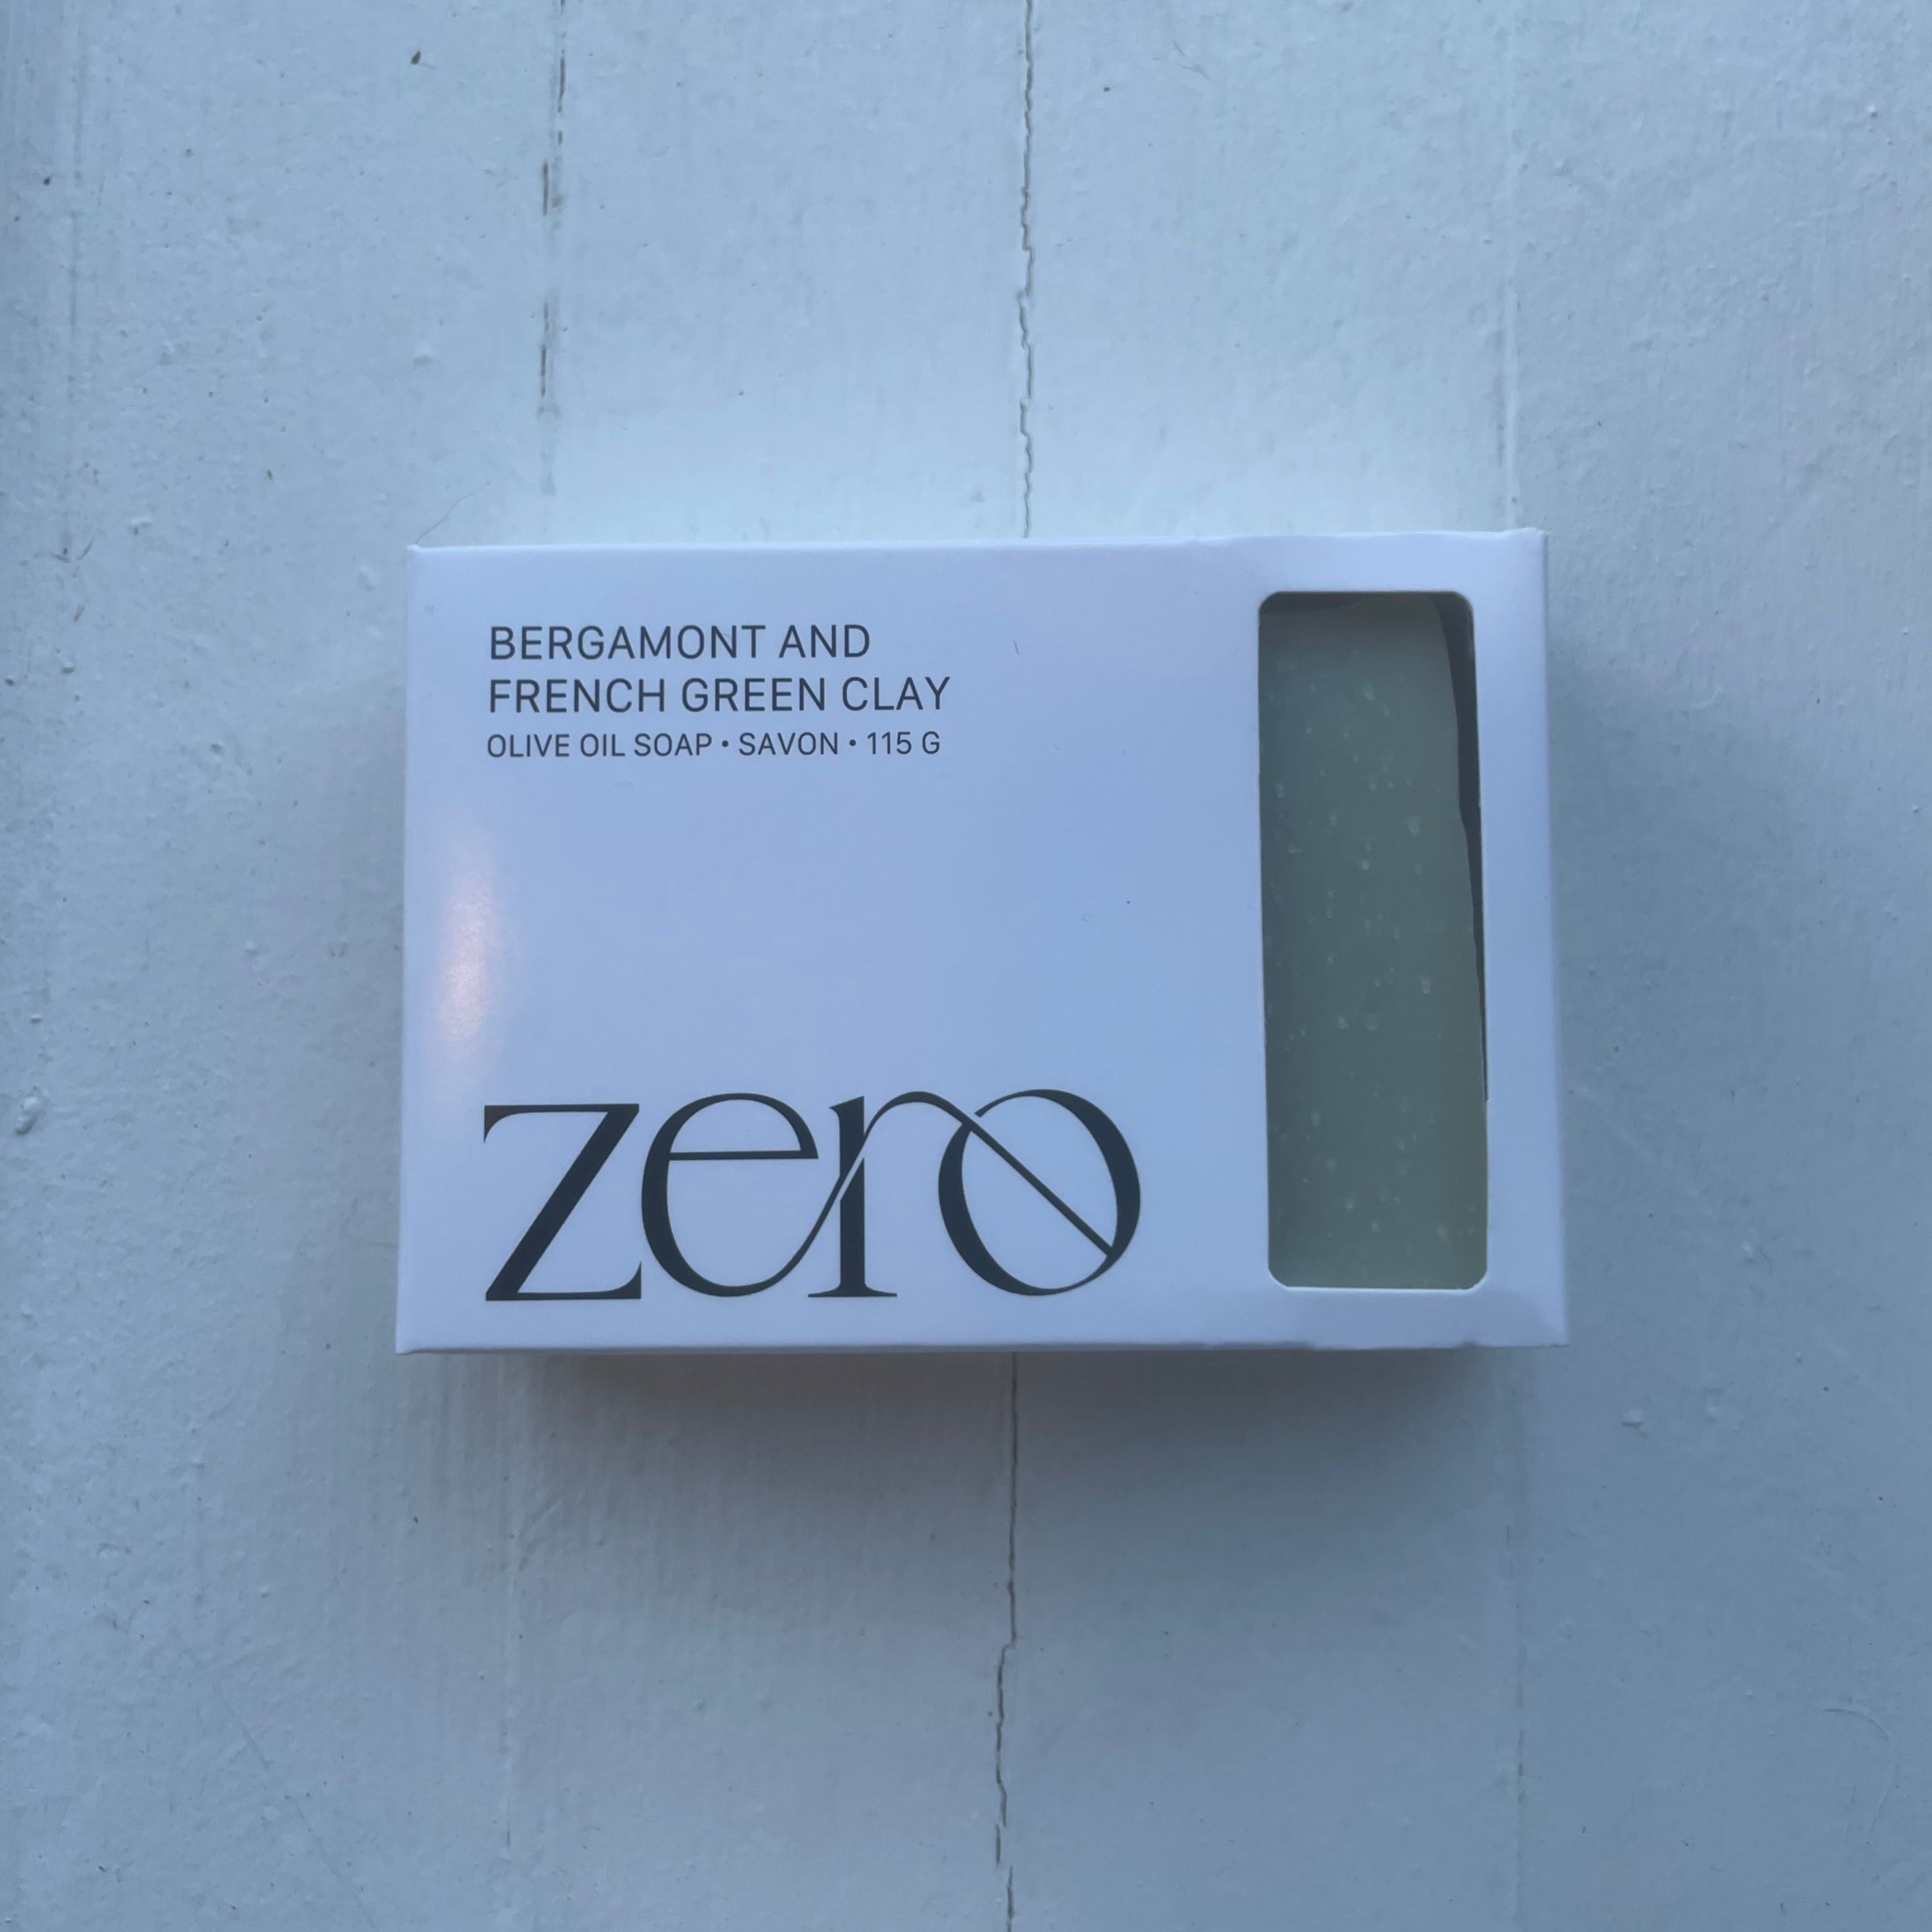 BERGAMONT AND
FRENCH GREEN CLAY
OLIVE OIL SOAP • SAVON • 115 G
zero